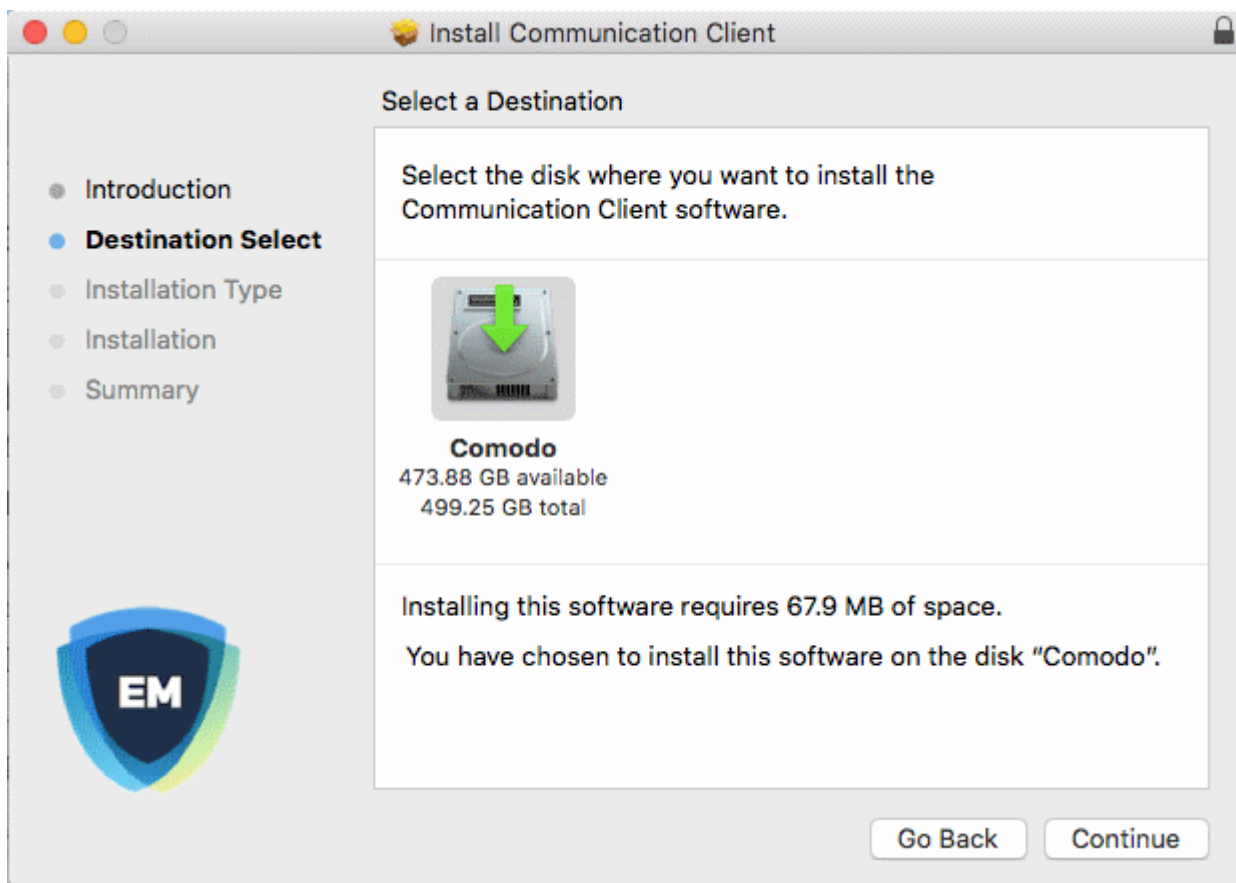 Install Communication Client
Select a Destination
Introduction
Destination Select
Installation Type
Installation
Summary
Select the disk where you want to install the
Communication Client software.
Comodo
473.88 GB available
499.25 GB total
Installing this software requires 67.9 MB of space.
You have chosen to install this software on the disk “Comodo”.
EM
Go Back
Continue